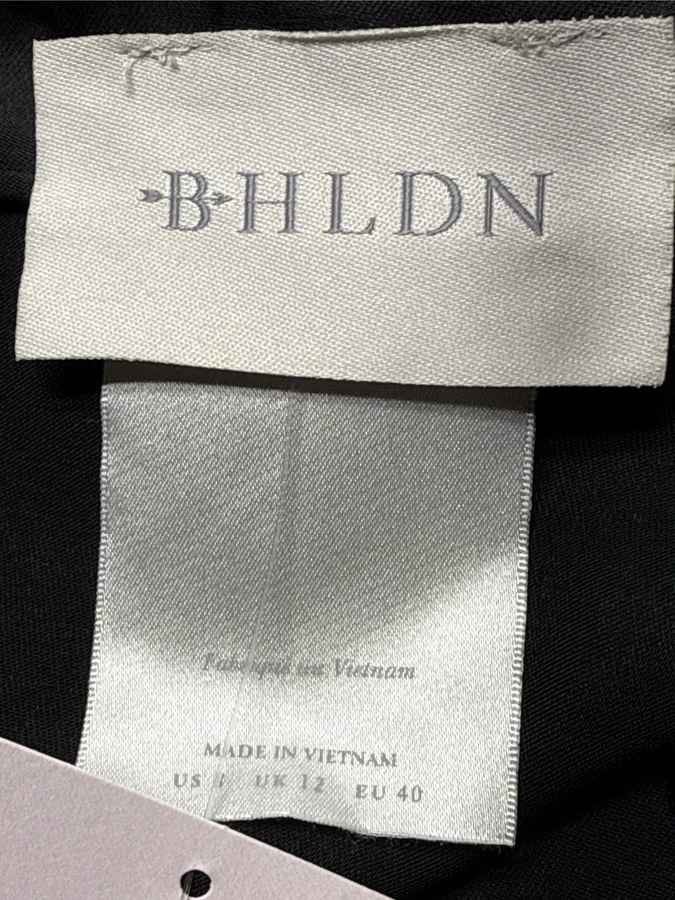 BHLDN
Vietnam
MADE IN VIETNAM
US UK 12 EU 40